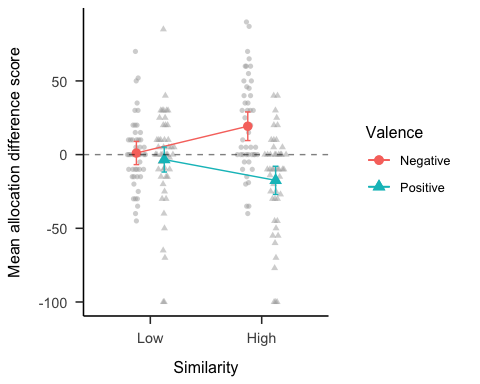 Mean allocation difference score
50
0
-50
-100
Low
High
Similarity
Valence
Negative
Positive